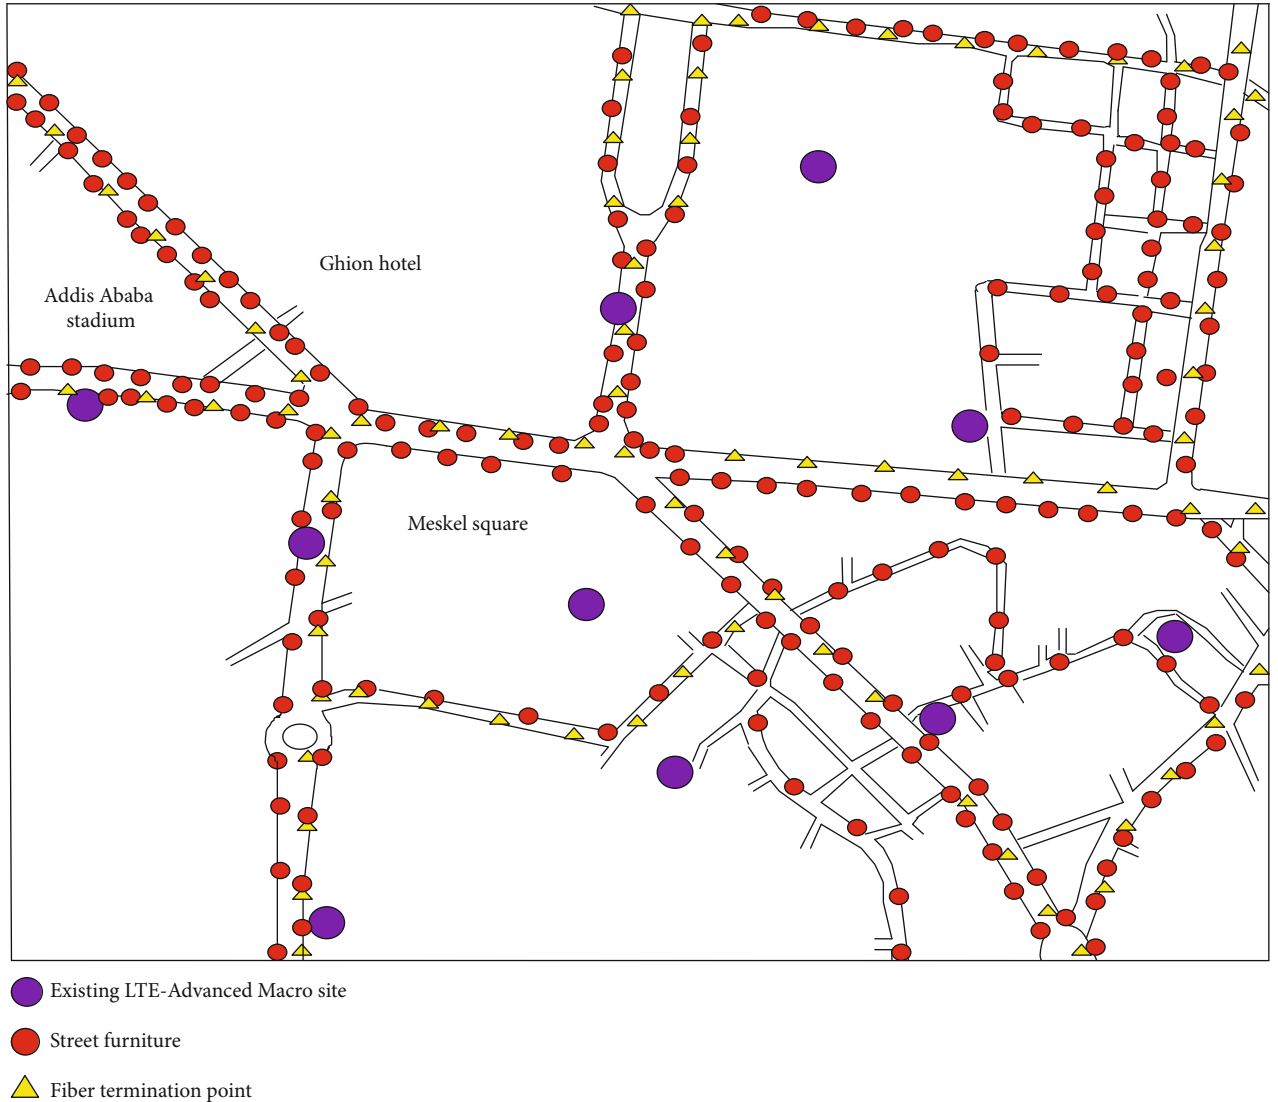 Ghion hotel
Addis Ababa
stadium
Meskel square
Existing LTE-Advanced Macro site
Street furniture
Fiber termination point